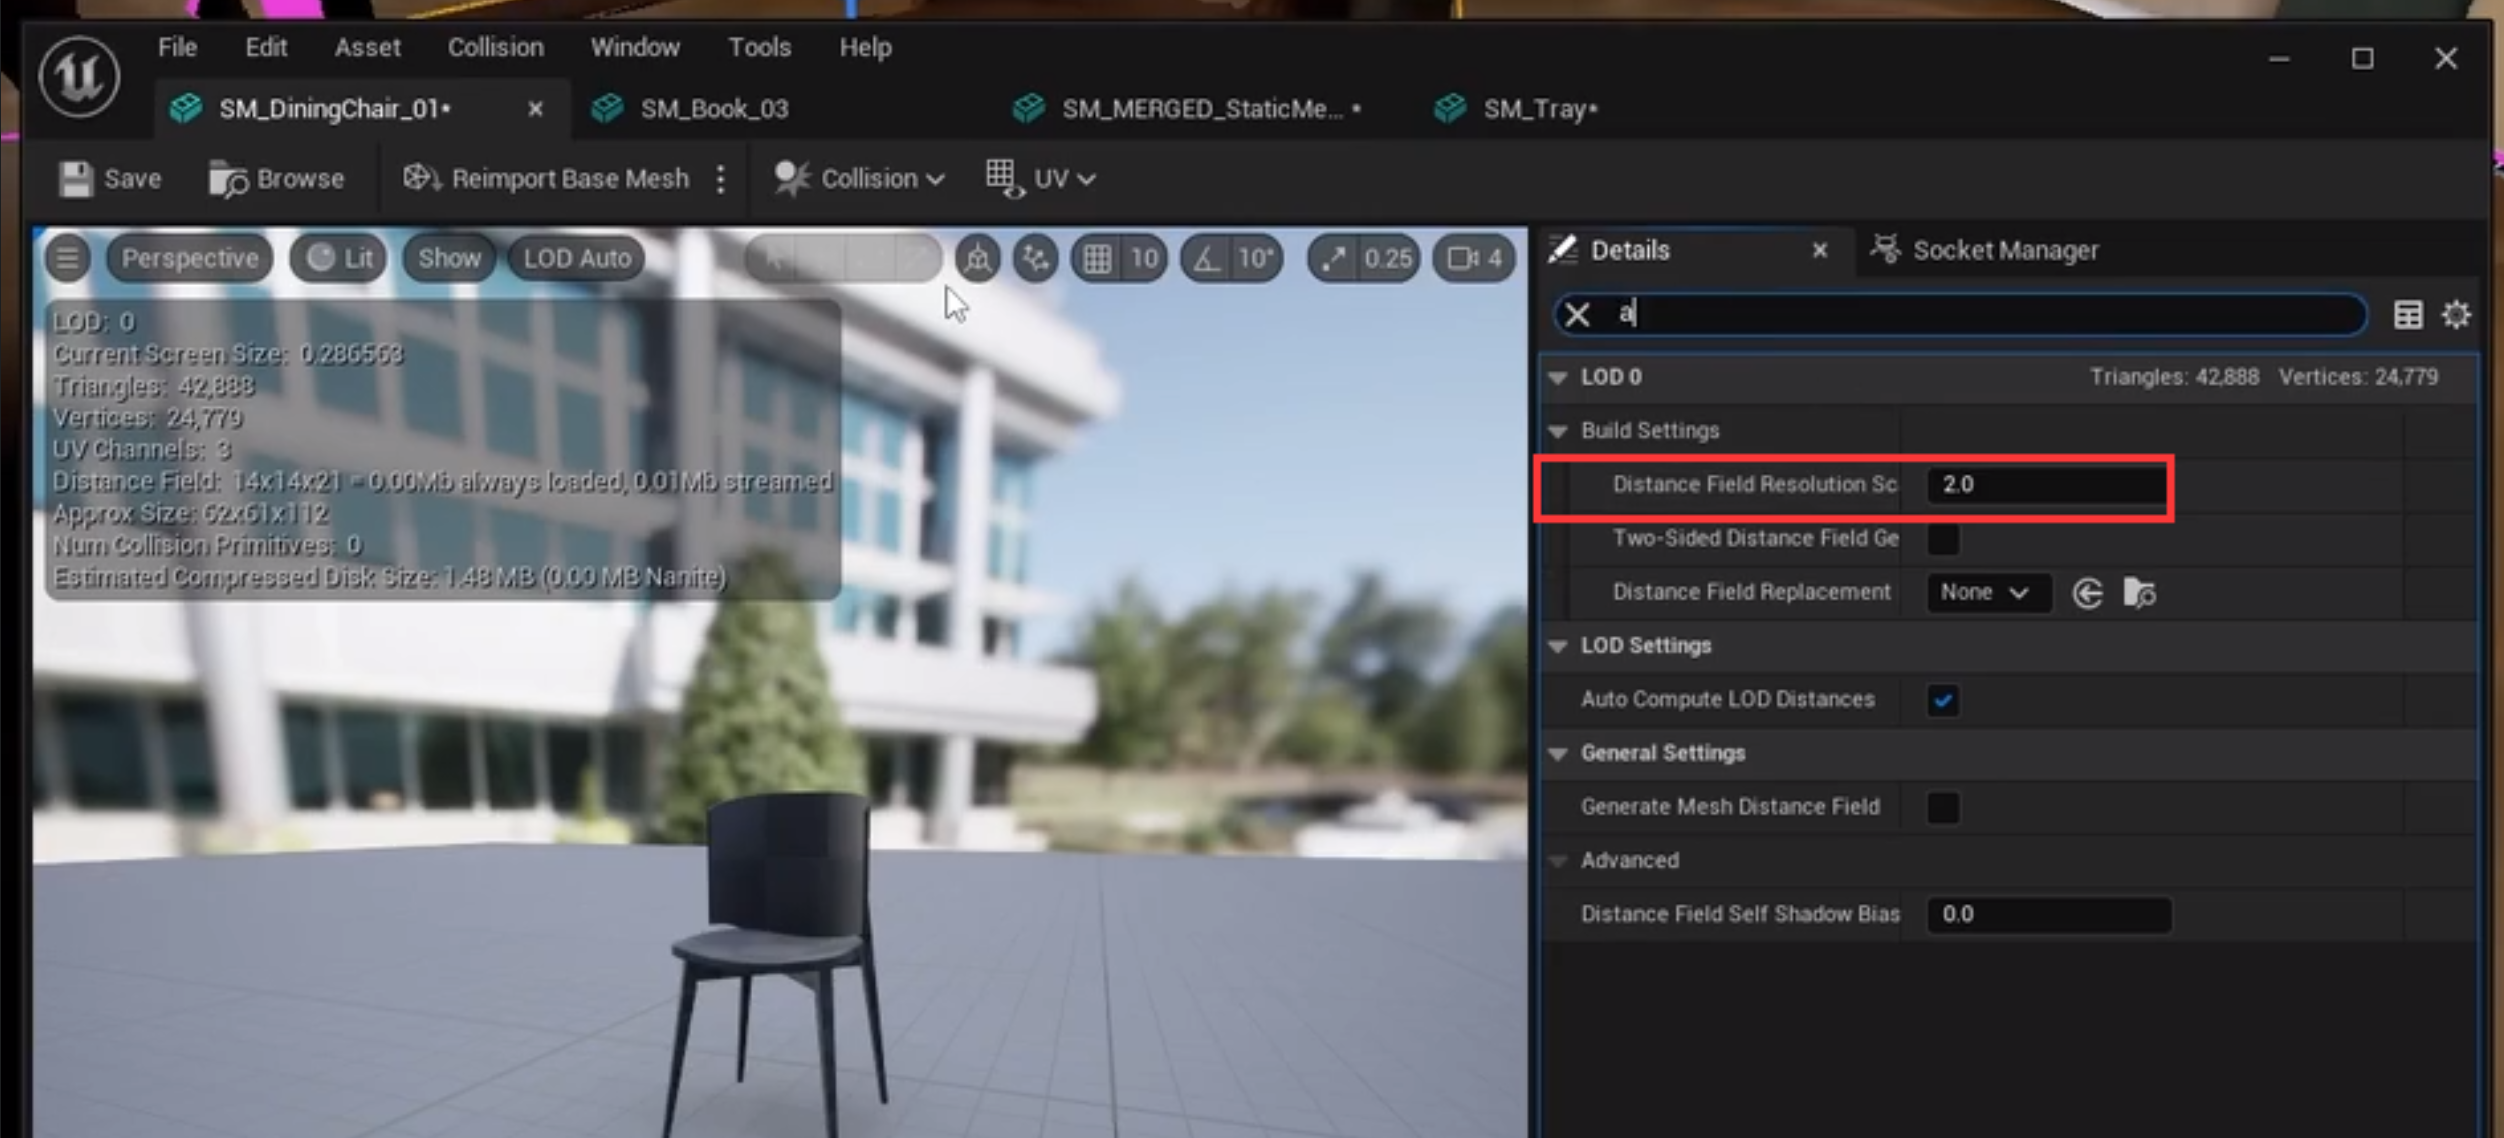 File Edit Asset Collision Window Tools Help
SM_DiningChair_01• SM_Book_03 SM_MERGED_StaticMe... • SM_Tray•
Save Browse Reimport Base Mesh Collision UV
Perspective Lit Show LOD Auto 10 10° 0.25 4
LOD: 0
Current Screen Size: 0.286563
Triangles: 42,888
Vertices: 24,779
UV Channels: 3
Distance Field: 14x14x21 = 0.00Mb always loaded, 0.01Mb streamed
Approx Size: 62x61x112
Num Collision Primitives: 0
Estimated Compressed Disk Size: 1.48 MB (0.00 MB Nanite)
Details Socket Manager
a
LOD 0 Triangles: 42,888 Vertices: 24,779
Build Settings
Distance Field Resolution Sc 2.0
Two-Sided Distance Field Ge
Distance Field Replacement None
LOD Settings
Auto Compute LOD Distances
General Settings
Generate Mesh Distance Field
Advanced
Distance Field Self Shadow Bias 0.0